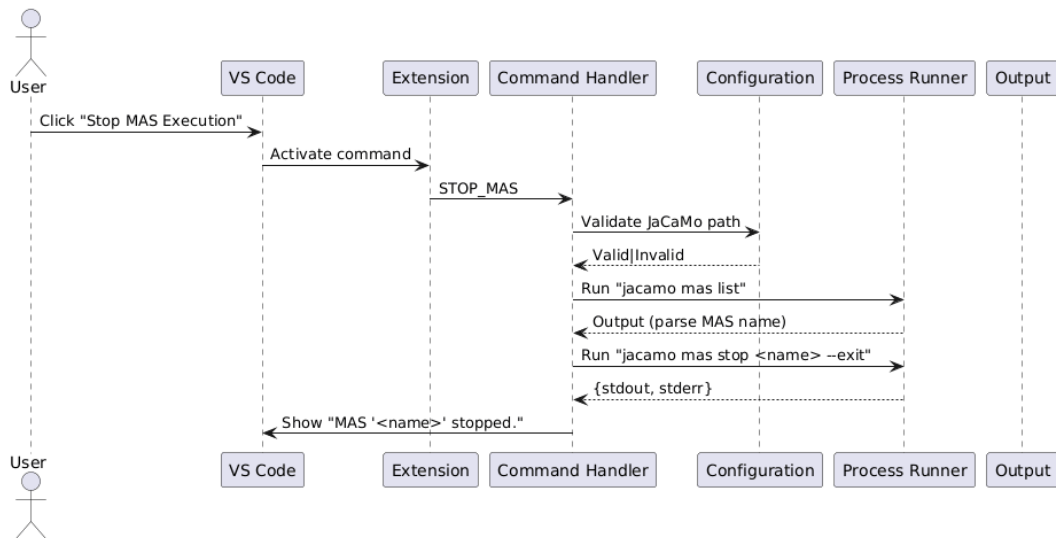 User
VS Code
Extension
Command Handler
Configuration
Process Runner
Output
Click "Stop MAS Execution"
Activate command
STOP_MAS
Validate JaCaMo path
Valid|Invalid
Run "jacamo mas list"
Output (parse MAS name)
Run "jacamo mas stop <name> --exit"
{stdout, stderr}
Show "MAS '<name>' stopped."
User
VS Code
Extension
Command Handler
Configuration
Process Runner
Output